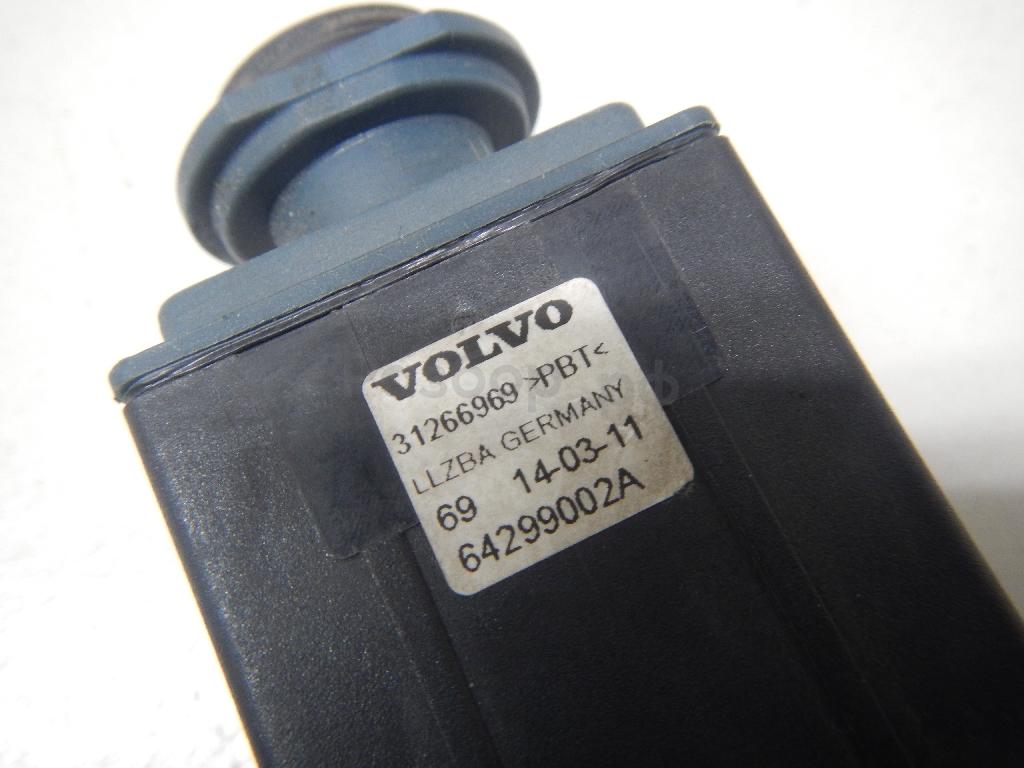 VOLVO
31266969 >PBT<
LLZBA GERMANY
69 14-03-11
64299002A